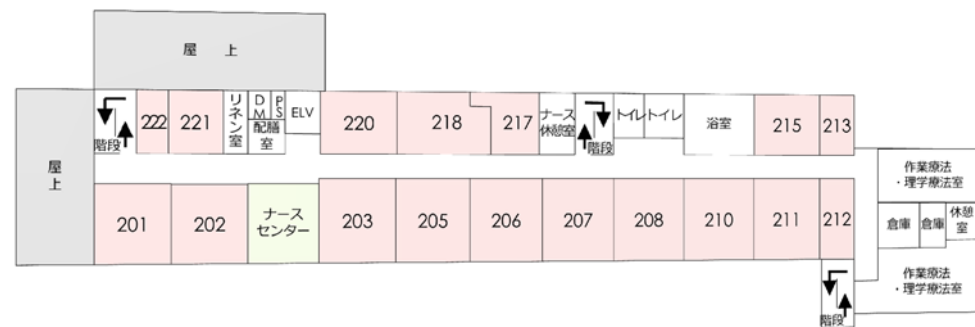 屋 上
屋上
階段
222
221
リネン室
DM
PS
ELV
配膳室
220
218
217
ナース
休憩室
階段
トイレ
トイレ
浴室
215
213
201
202
ナース
センター
203
205
206
207
208
210
211
212
階段
作業療法
・理学療法室
倉庫
倉庫
休憩
室
作業療法
・理学療法室